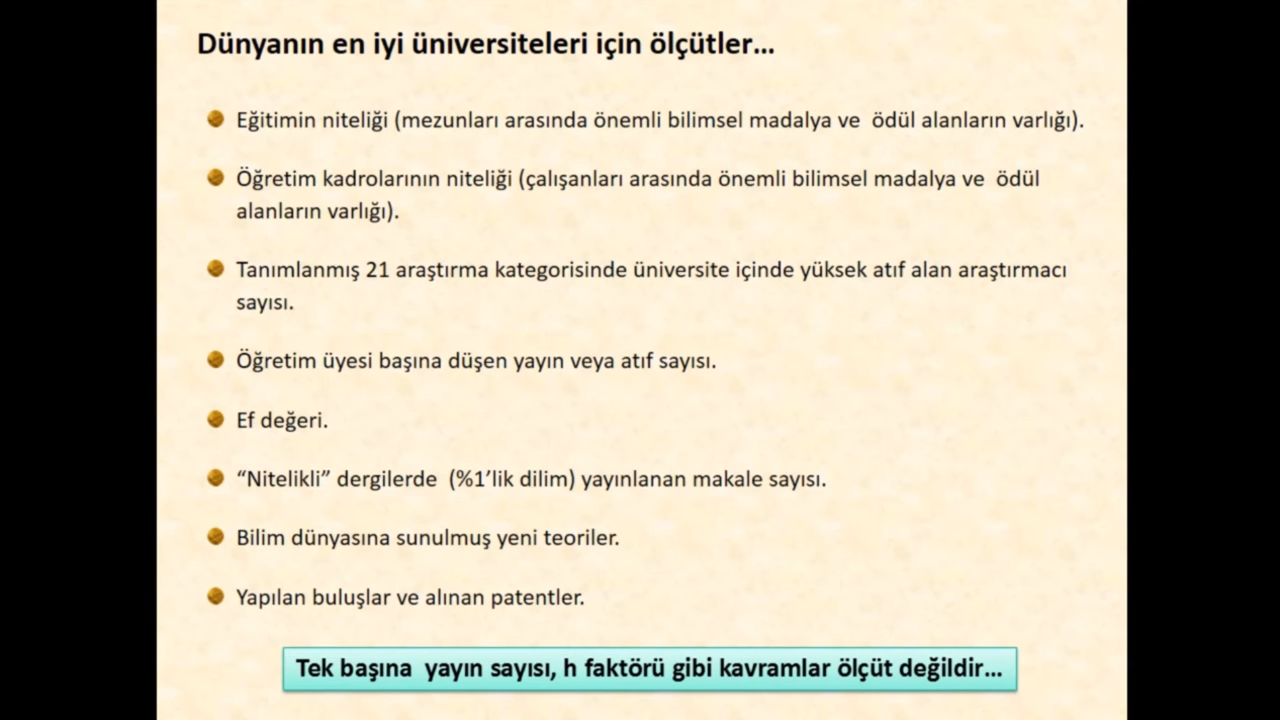 Dünyanın en iyi üniversiteleri için ölçütler...
Eğitimin niteliği (mezunları arasında önemli bilimsel madalya ve ödül alanların varlığı).
Öğretim kadrolarının niteliği (çalışanları arasında önemli bilimsel madalya ve ödül
alanların varlığı).
Tanımlanmış 21 araştırma kategorisinde üniversite içinde yüksek atıf alan araştırmacı
sayısı.
Öğretim üyesi başına düşen yayın veya atıf sayısı.
Ef değeri.
“Nitelikli” dergilerde (%1’lik dilim) yayınlanan makale sayısı.
Bilim dünyasına sunulmuş yeni teoriler.
Yapılan buluşlar ve alınan patentler.
Tek başına yayın sayısı, h faktörü gibi kavramlar ölçüt değildir...